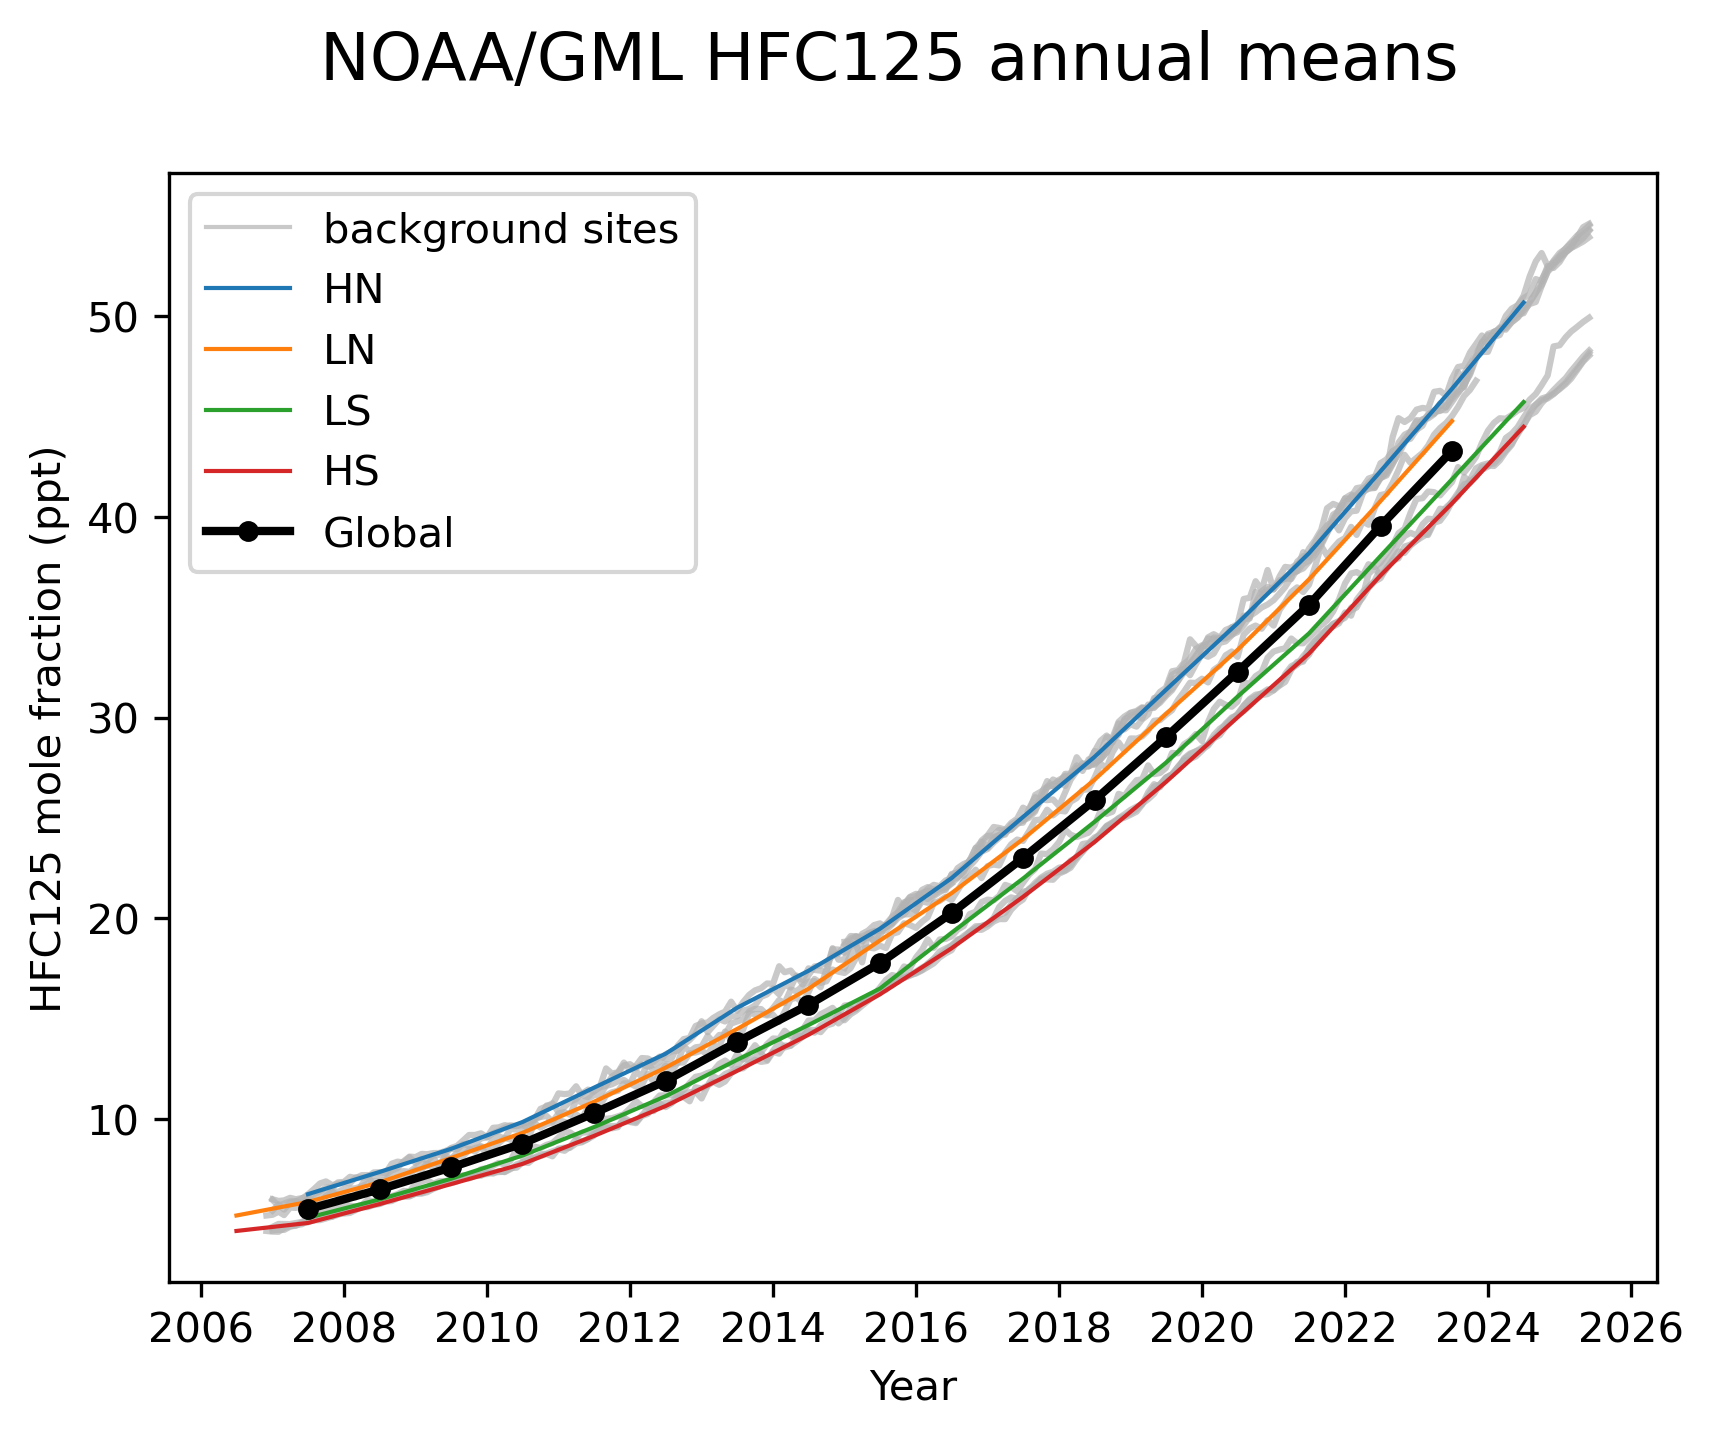 NOAA/GML HFC125 annual means
background sites
HN
LN
LS
HS
Global
50
40
30
20
10
HFC125 mole fraction (ppt)
2006 2008 2010 2012 2014 2016 2018 2020 2022 2024 2026
Year